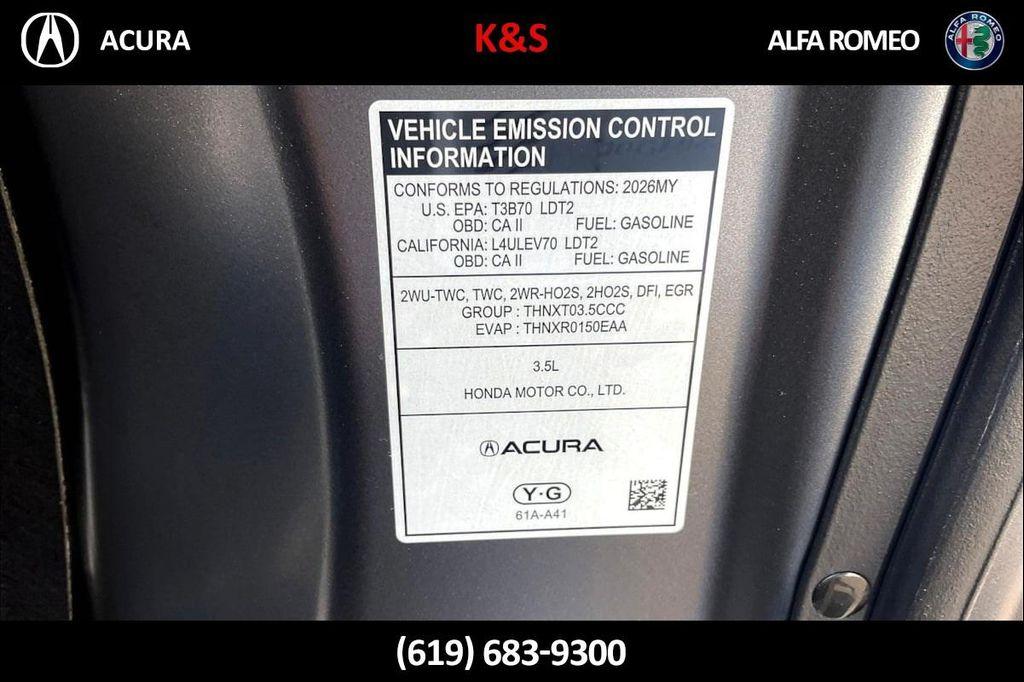 ACURA
K&S
ALFA ROMEO
ALFA ROMEO
VEHICLE EMISSION CONTROL
INFORMATION
CONFORMS TO REGULATIONS: 2026MY
U.S. EPA: T3B70 LDT2
OBD: CA II FUEL: GASOLINE
CALIFORNIA: L4ULEV70 LDT2
OBD: CA II FUEL: GASOLINE
2WU-TWC, TWC, 2WR-HO2S, 2HO2S, DFI, EGR
GROUP : THNXT03.5CCC
EVAP : THNXR0150EAA
3.5L
HONDA MOTOR CO., LTD.
ACURA
Y·G
61A-A41
(619) 683-9300